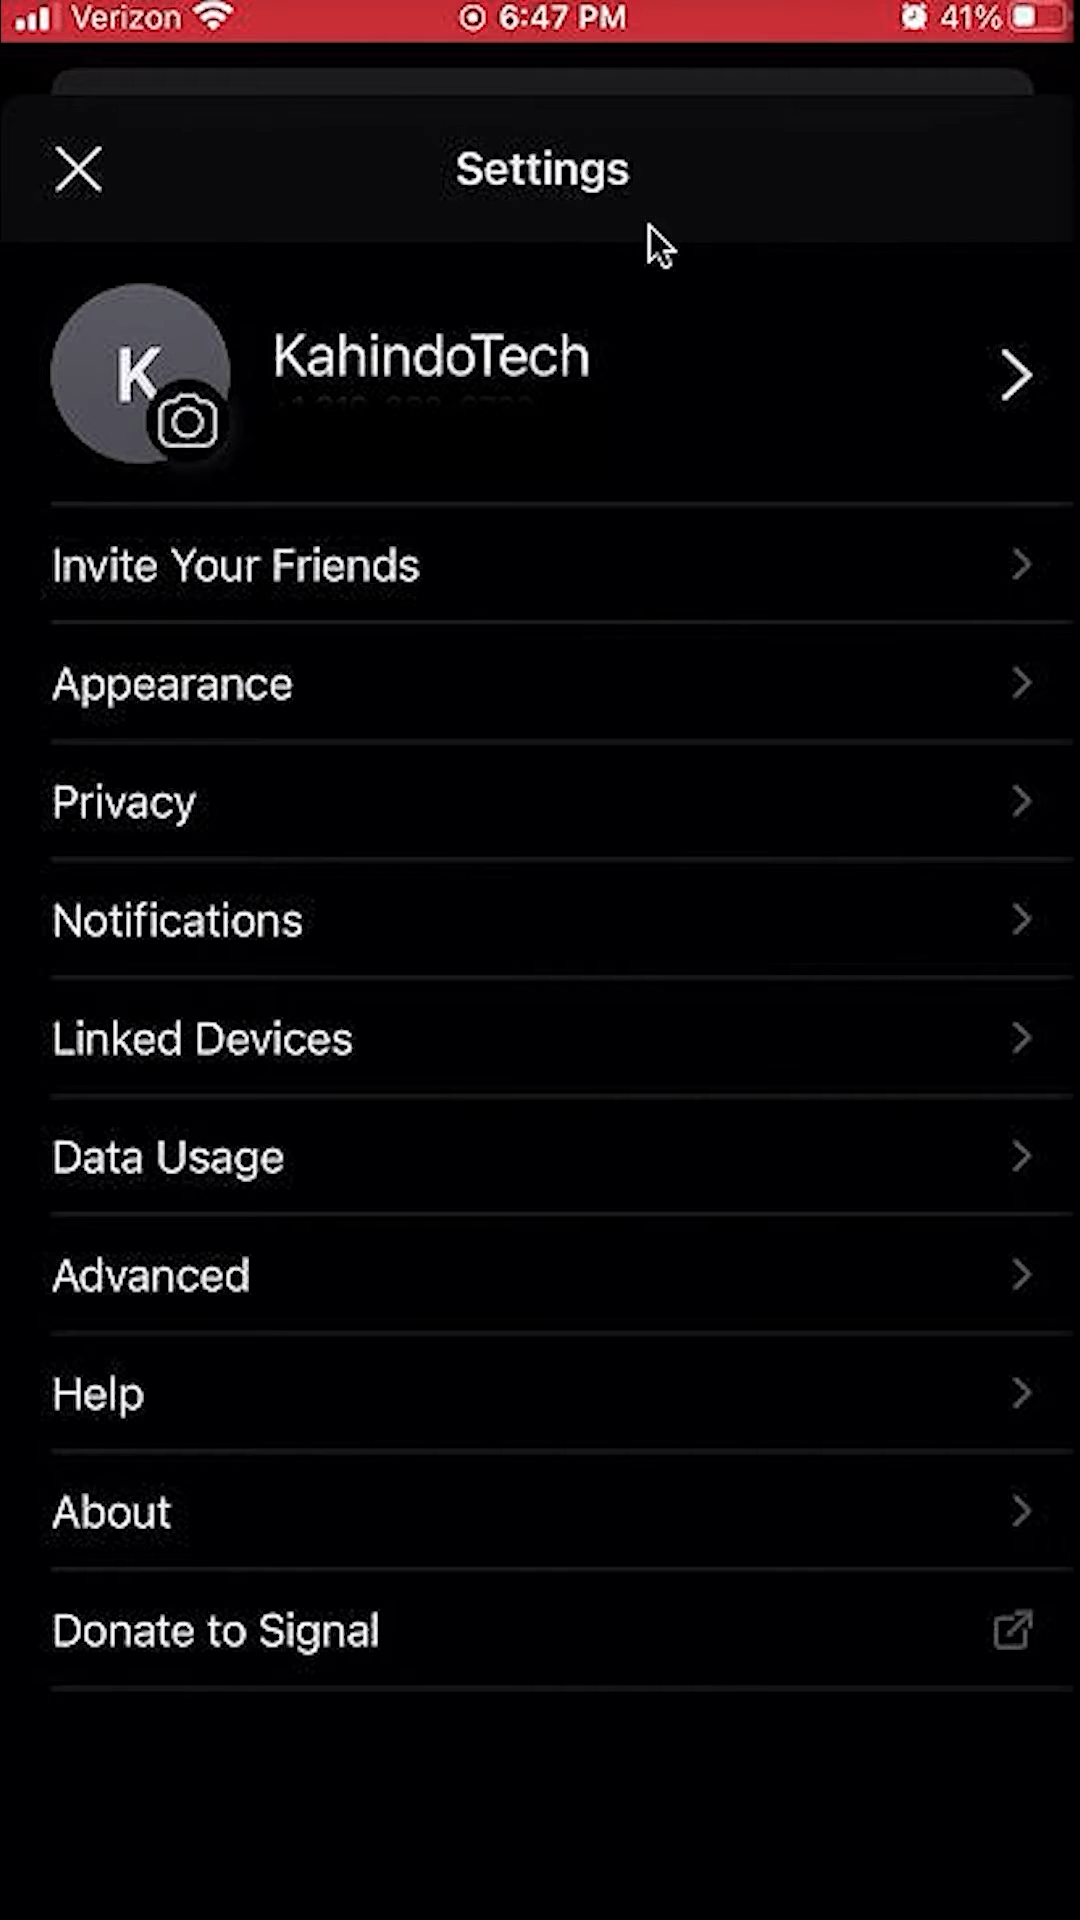 Verizon 6:47 PM 41%
Settings
K
KahindoTech
Invite Your Friends
Appearance
Privacy
Notifications
Linked Devices
Data Usage
Advanced
Help
About
Donate to Signal